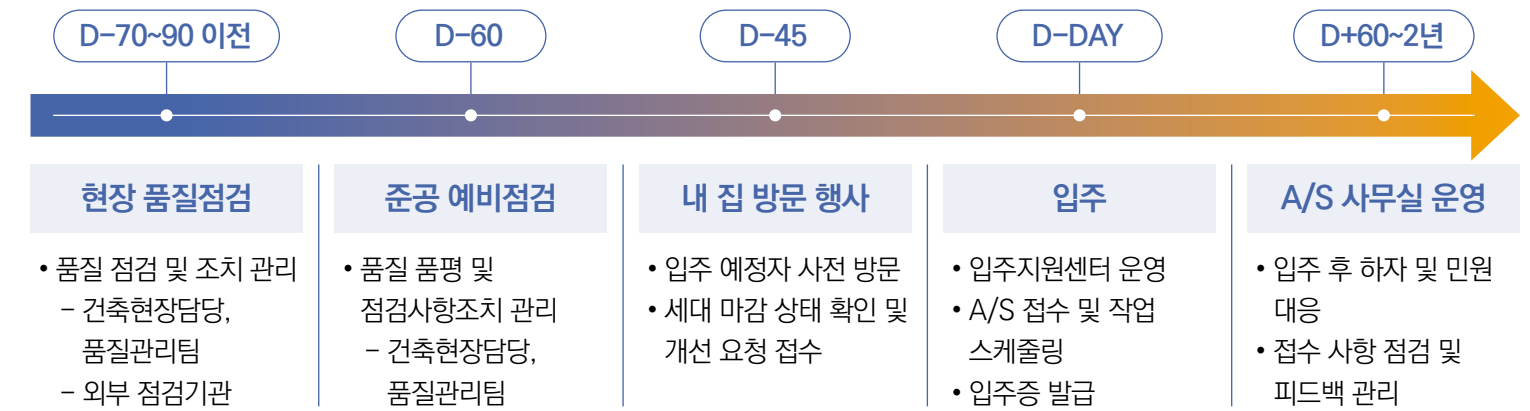 D-70~90 이전
D-60
D-45
D-DAY
D+60~2년
현장 품질점검
준공 예비점검
내 집 방문 행사
입주
A/S 사무실 운영
• 품질 점검 및 조치 관리
- 건축현장담당,
품질관리팀
- 외부 점검기관
• 품질 품평 및
점검사항조치 관리
- 건축현장담당,
품질관리팀
• 입주 예정자 사전 방문
• 세대 마감 상태 확인 및
개선 요청 접수
• 입주지원센터 운영
• A/S 접수 및 작업
스케줄링
• 입주증 발급
• 입주 후 하자 및 민원
대응
• 접수 사항 점검 및
피드백 관리